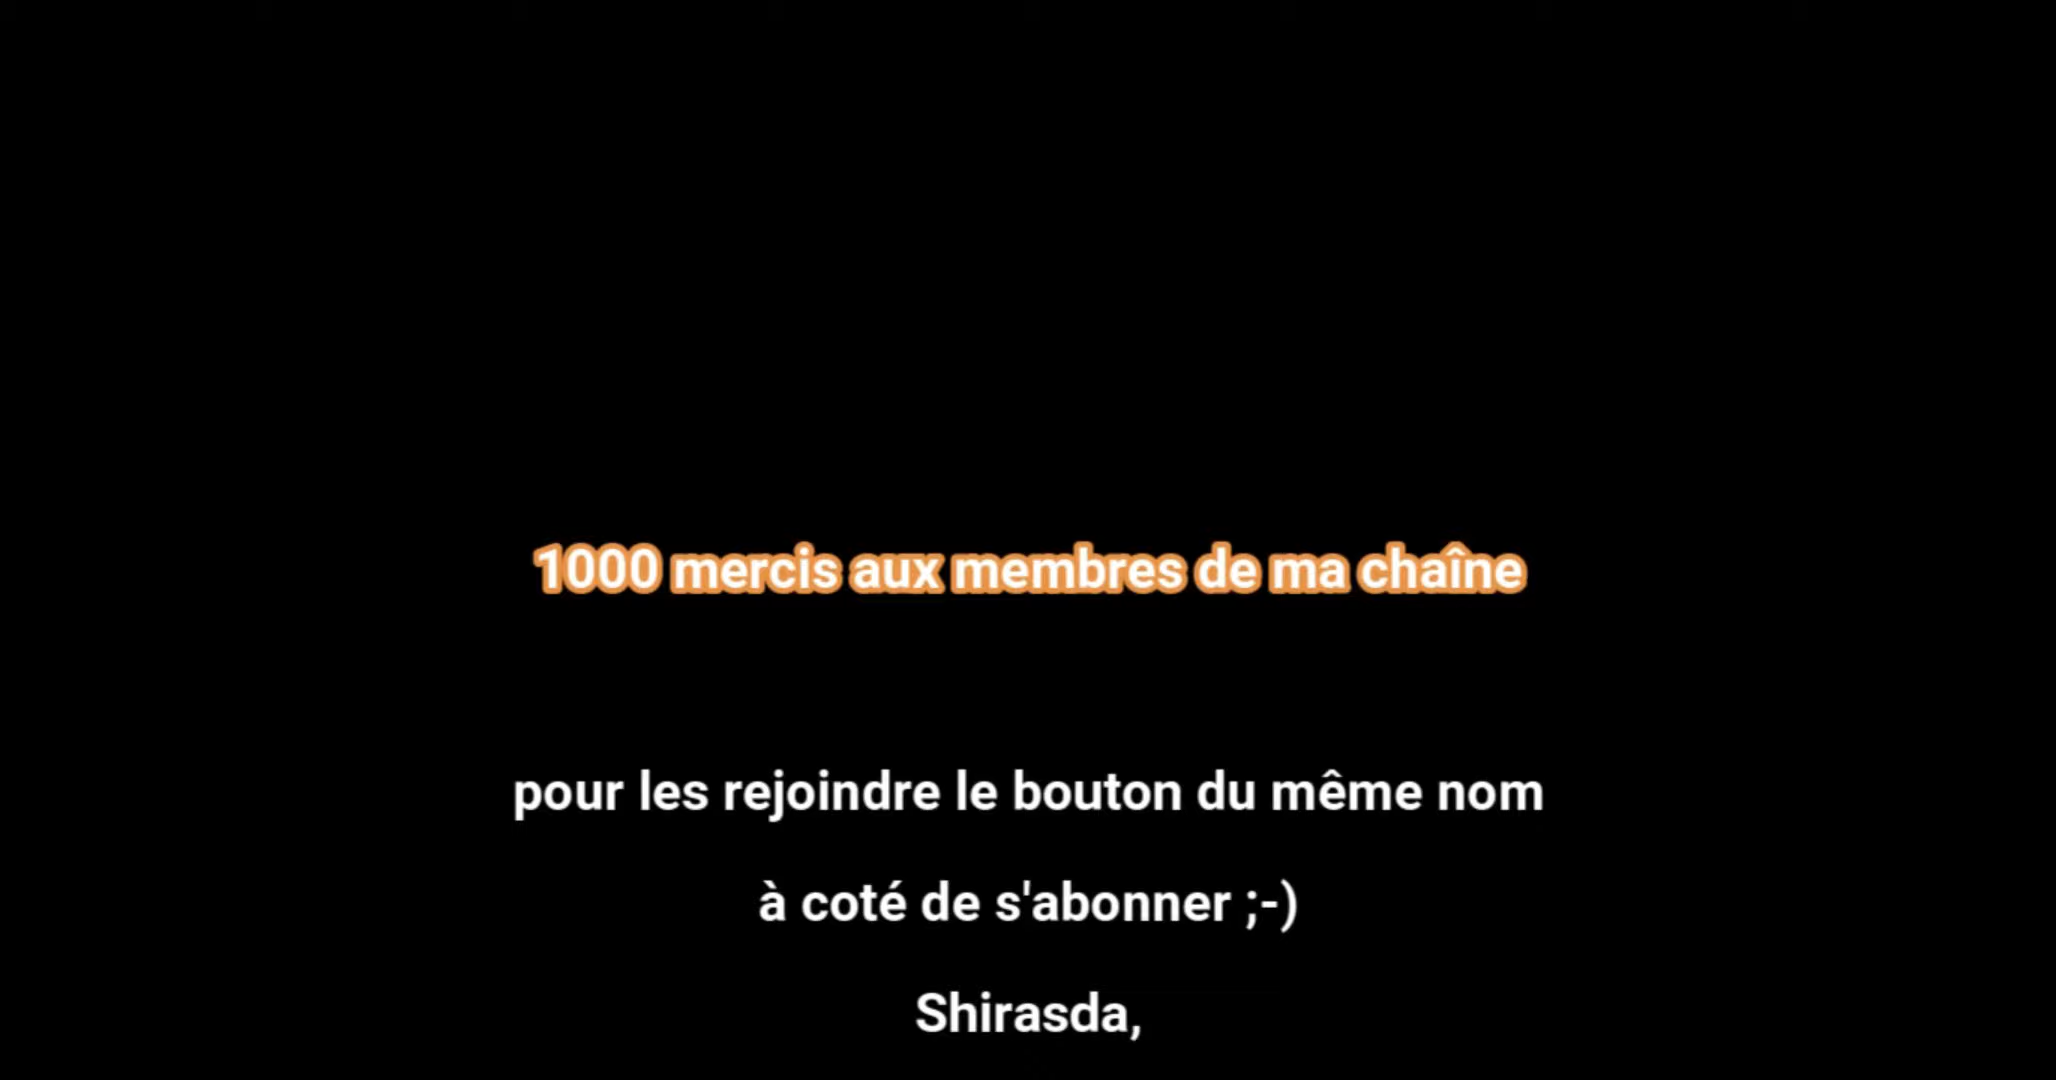 1000 mercis aux membres de ma chaîne
pour les rejoindre le bouton du même nom
à coté de s'abonner ;-)
Shirasda,